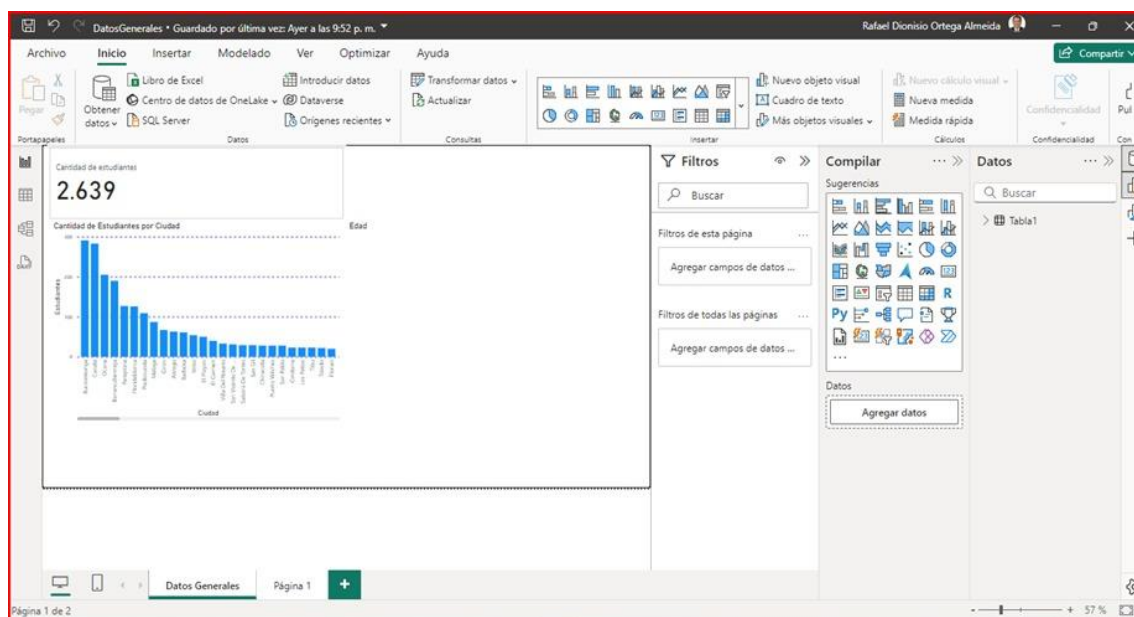 DatosGenerales • Guardado por última vez: Ayer a las 9:52 p. m.
Rafael Dionisio Ortega Almeida
Archivo Inicio Insertar Modelado Ver Optimizar Ayuda
Compartir
Pegar
Obtener datos
Libro de Excel
Centro de datos de OneLake
SQL Server
Introducir datos
Dataverse
Orígenes recientes
Transformar datos
Actualizar
Nuevo objeto visual
Cuadro de texto
Más objetos visuales
Nuevo cálculo visual
Nueva medida
Medida rápida
Confidencialidad
Pul
Portapapeles Datos Consultas Insertar Cálculos Confidencialidad Con
Cantidad de estudiantes
2.639
Cantidad de Estudiantes por Ciudad
Edad
Estudiantes
Ciudad
Filtros
Buscar
Filtros de esta página
Agregar campos de datos ...
Filtros de todas las páginas
Agregar campos de datos ...
Compilar
Sugerencias
R
Py
Datos
Agregar datos
Datos
Buscar
Tabla1
Datos Generales
Página 1
Página 1 de 2
57 %